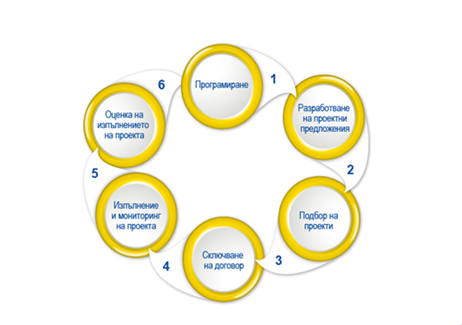 Програмиране
1
Разработване
на проектни
предложения
2
Подбор на
проекти
3
Сключване
на договор
4
Изпълнение
и мониторинг
на проекта
5
Оценка на
изпълнението
на проекта
6